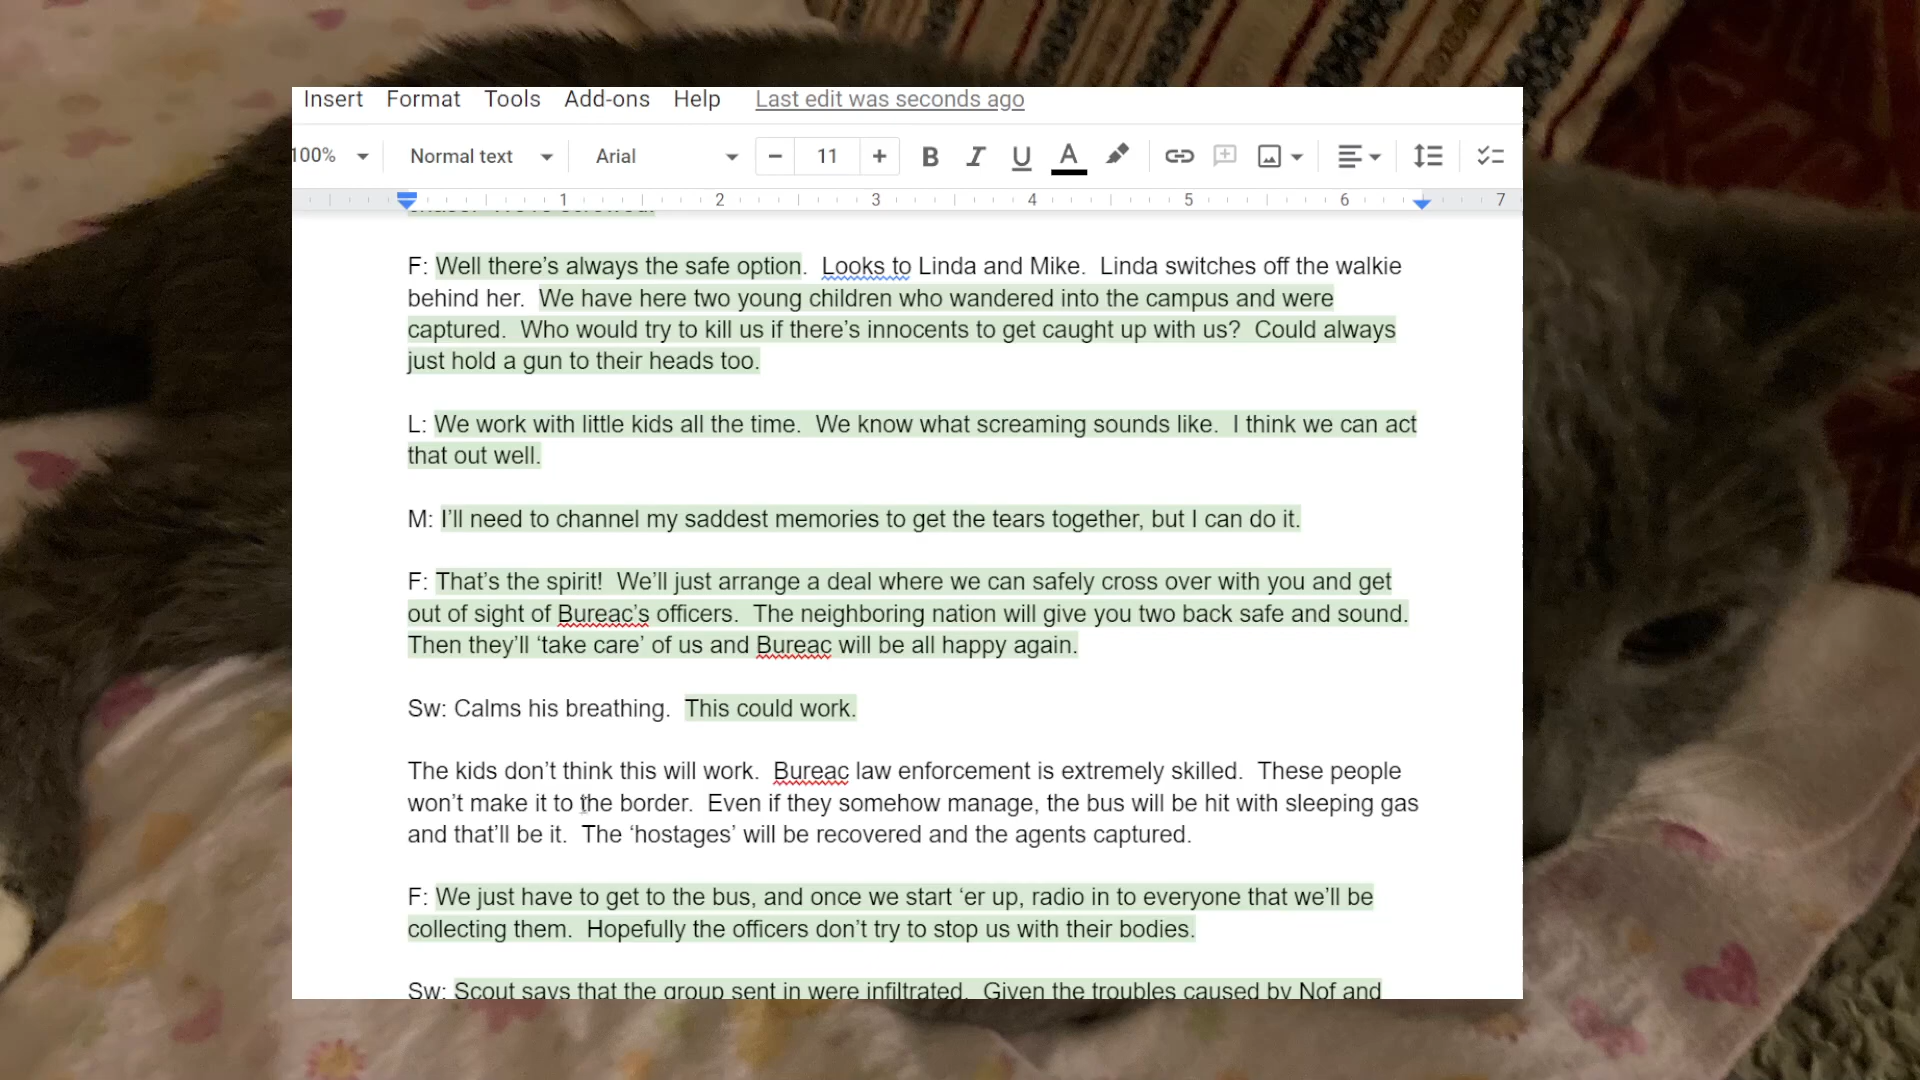 Insert Format Tools Add-ons Help Last edit was seconds ago
100% Normal text Arial 11
1 2 3 4 5 6 7
F: Well there’s always the safe option. Looks to Linda and Mike. Linda switches off the walkie
behind her. We have here two young children who wandered into the campus and were
captured. Who would try to kill us if there’s innocents to get caught up with us? Could always
just hold a gun to their heads too.
L: We work with little kids all the time. We know what screaming sounds like. I think we can act
that out well.
M: I’ll need to channel my saddest memories to get the tears together, but I can do it.
F: That’s the spirit! We’ll just arrange a deal where we can safely cross over with you and get
out of sight of Bureac’s officers. The neighboring nation will give you two back safe and sound.
Then they’ll ‘take care’ of us and Bureac will be all happy again.
Sw: Calms his breathing. This could work.
The kids don’t think this will work. Bureac law enforcement is extremely skilled. These people
won’t make it to the border. Even if they somehow manage, the bus will be hit with sleeping gas
and that’ll be it. The ‘hostages’ will be recovered and the agents captured.
F: We just have to get to the bus, and once we start ‘er up, radio in to everyone that we’ll be
collecting them. Hopefully the officers don’t try to stop us with their bodies.
Sw: Scout says that the group sent in were infiltrated. Given the troubles caused by Nof and